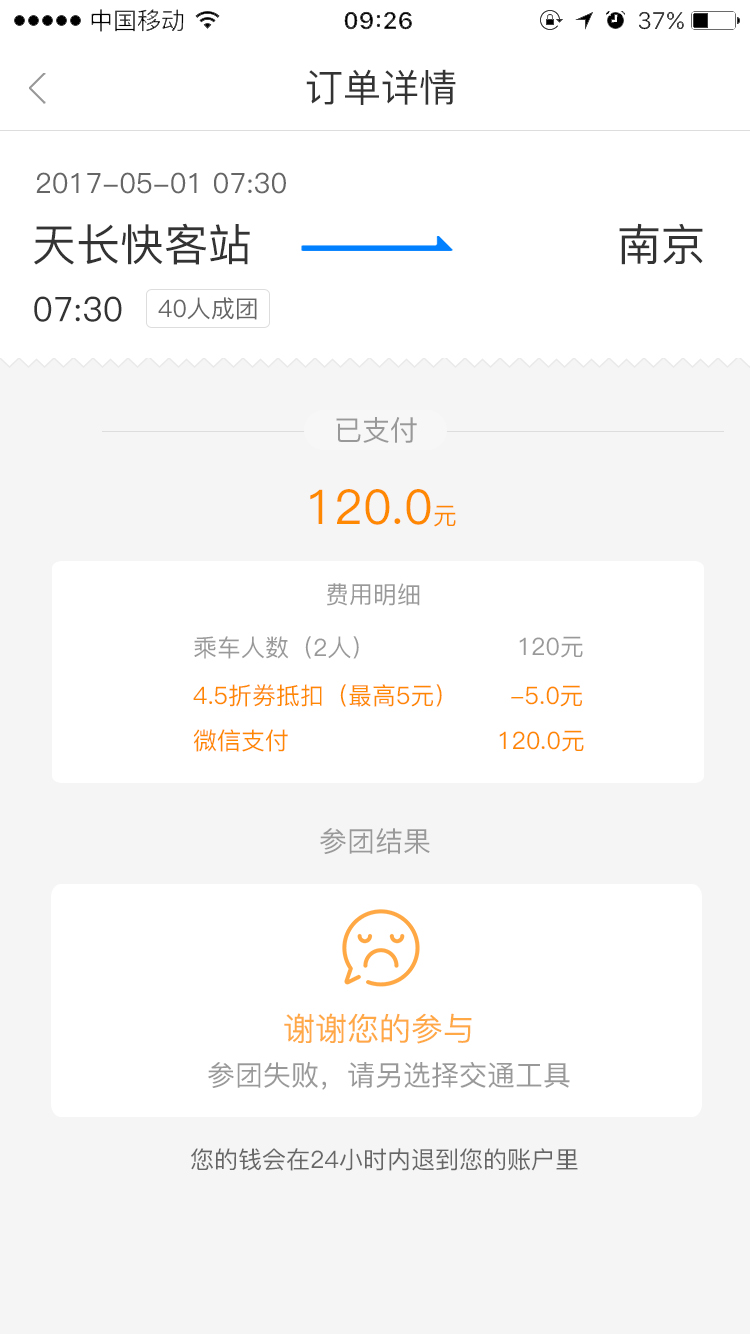 中国移动 09:26 37%
订单详情
2017-05-01 07:30
天长快客站 南京
07:30 40人成团
已支付
120.0元
费用明细
乘车人数（2人） 120元
4.5折券抵扣（最高5元） -5.0元
微信支付 120.0元
参团结果
谢谢您的参与
参团失败，请另选择交通工具
您的钱会在24小时内退到您的账户里